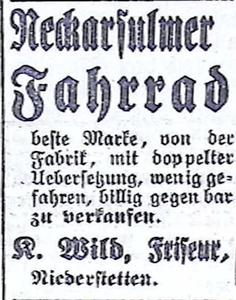 Neckarsulmer
Fahrrad
beste Marke, von der
Fabrik, mit doppelter
Uebersetzung, wenig ge-
fahren, billig gegen bar
zu verkaufen.
K. Wild, Friseur,
Niederstetten.